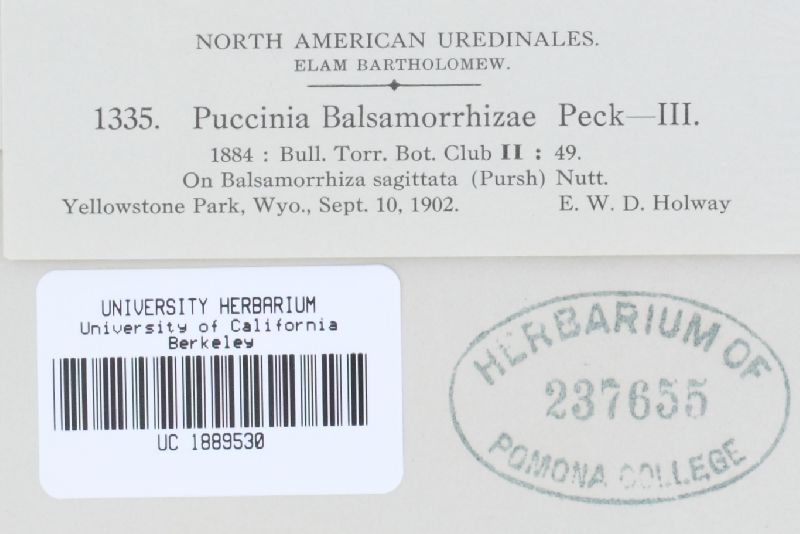 NORTH AMERICAN UREDINALES.
ELAM BARTHOLOMEW.
1335. Puccinia Balsamorrhizae Peck—III.
1884 : Bull. Torr. Bot. Club II : 49.
On Balsamorrhiza sagittata (Pursh) Nutt.
Yellowstone Park, Wyo., Sept. 10, 1902. E. W. D. Holway
UNIVERSITY HERBARIUM
University of California
Berkeley
UC 1889530
HERBARIUM OF
237655
POMONA COLLEGE